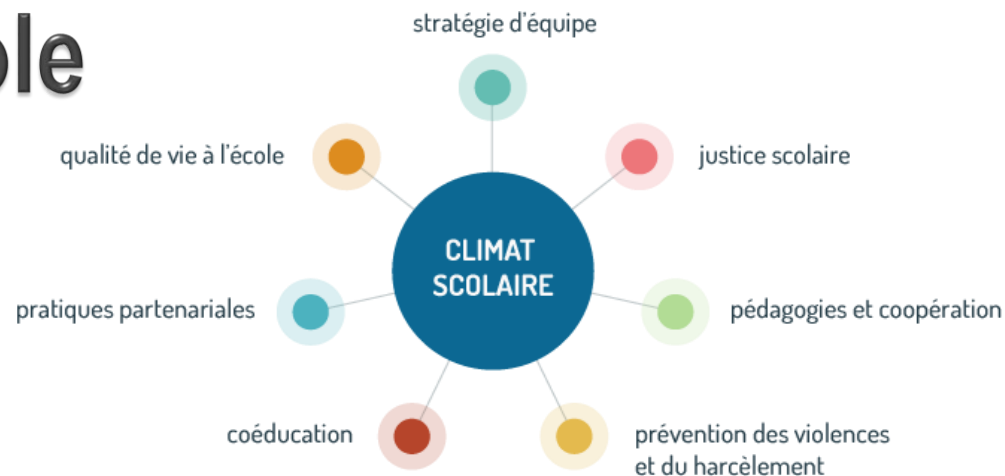 ole
stratégie d'équipe
qualité de vie à l'école
justice scolaire
CLIMAT
SCOLAIRE
pratiques partenariales
pédagogies et coopération
coéducation
prévention des violences
et du harcèlement